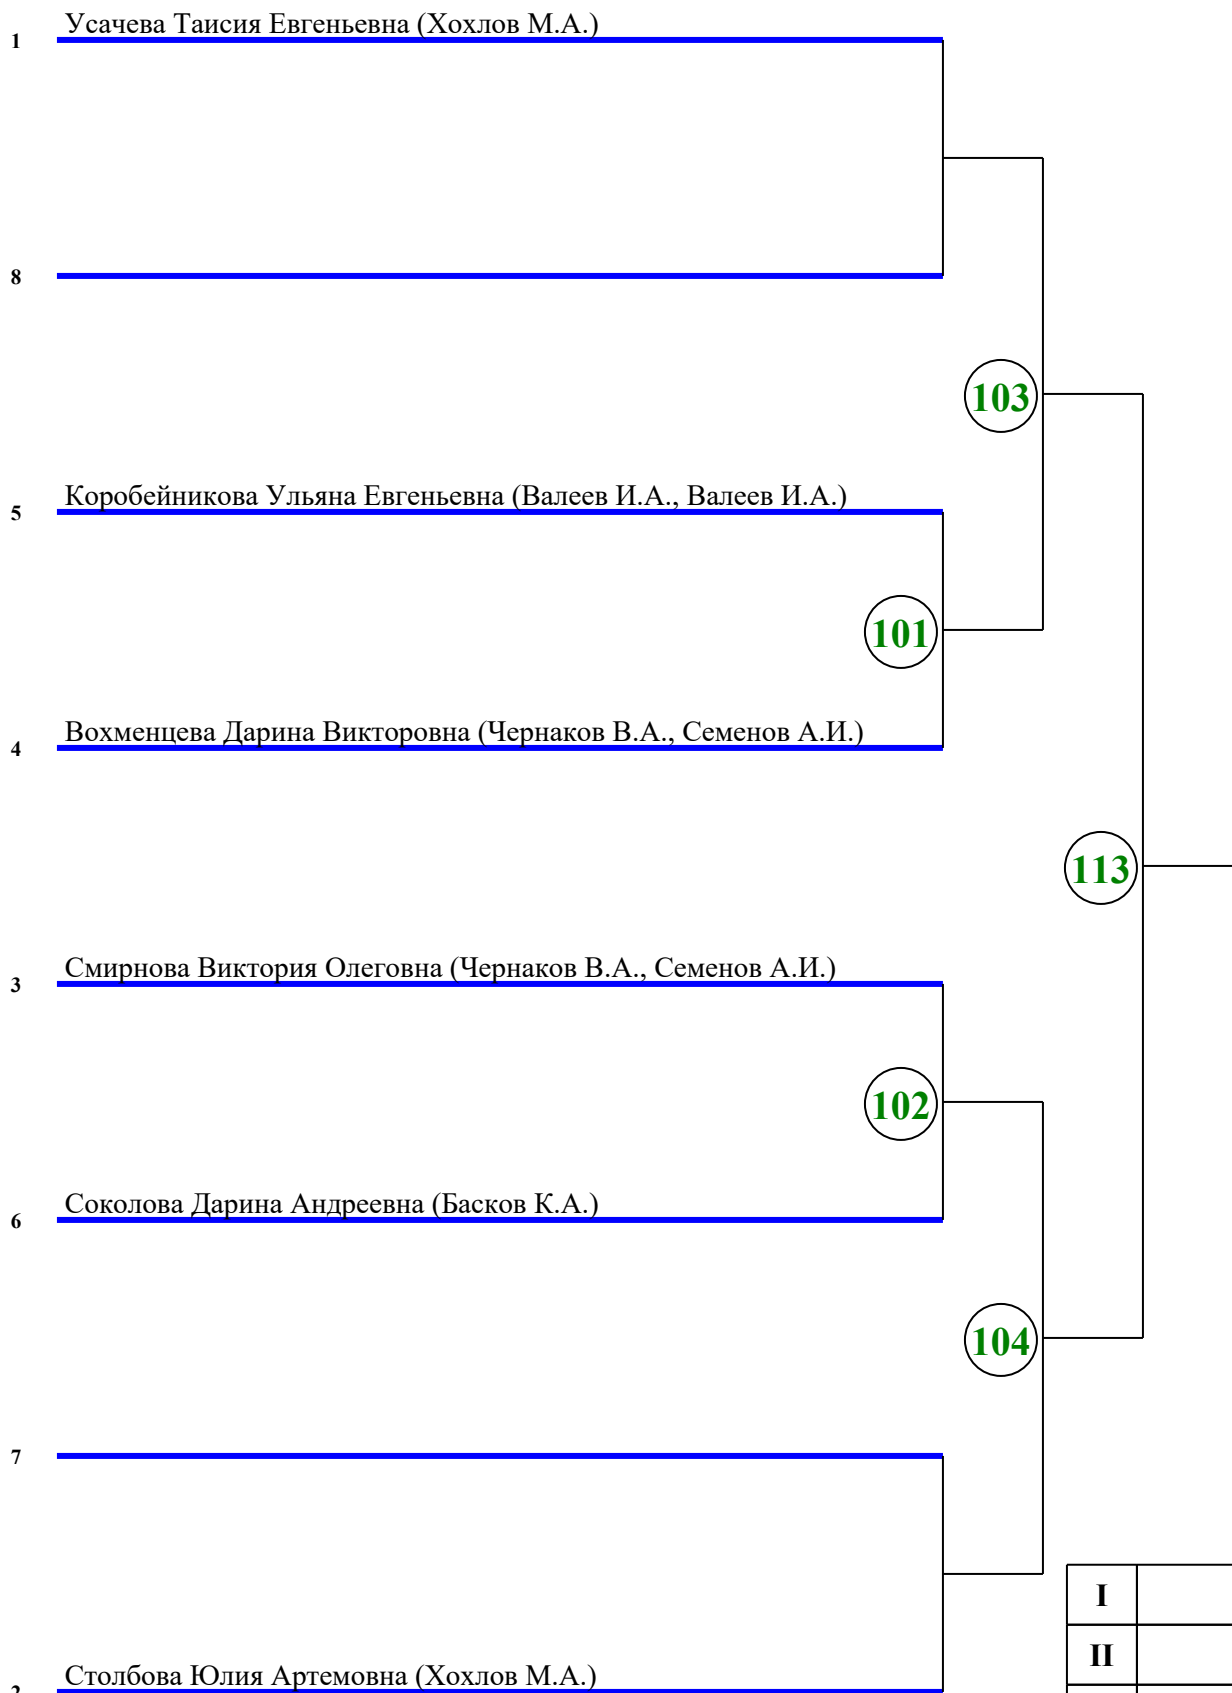 Усачева Таисия Евгеньевна (Хохлов М.А.)
1
8
103
Коробейникова Ульяна Евгеньевна (Валеев И.А., Валеев И.А.)
5
101
Вохменцева Дарина Викторовна (Чернаков В.А., Семенов А.И.)
4
113
Смирнова Виктория Олеговна (Чернаков В.А., Семенов А.И.)
3
102
Соколова Дарина Андреевна (Басков К.А.)
6
104
7
I
II
Столбова Юлия Артемовна (Хохлов М.А.)
2